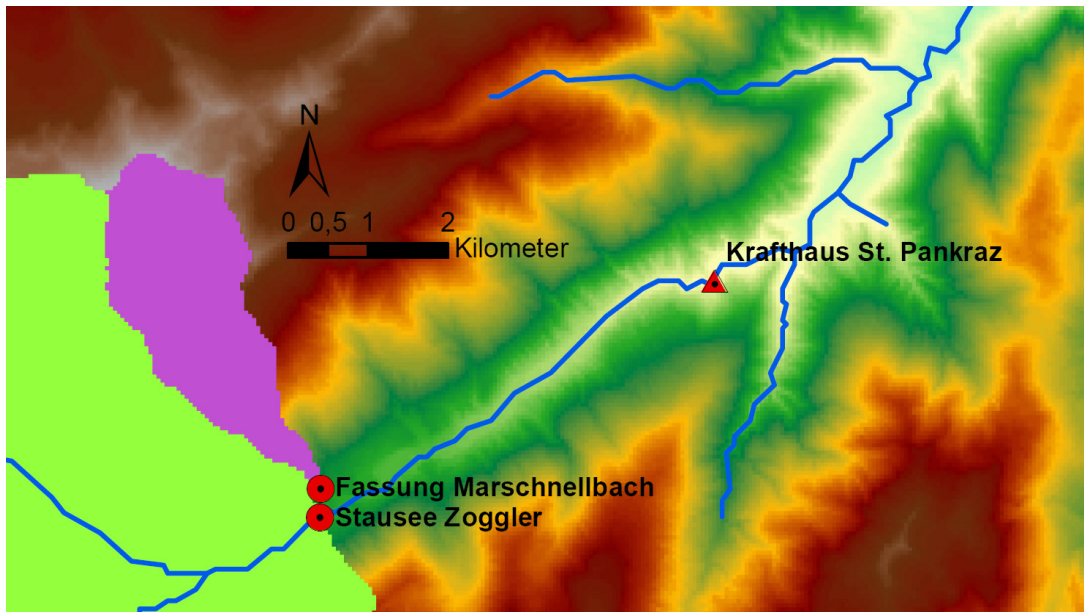 N
0 0,5 1 2
Kilometer
Krafthaus St. Pankraz
Fassung Marschnellbach
Stausee Zoggler